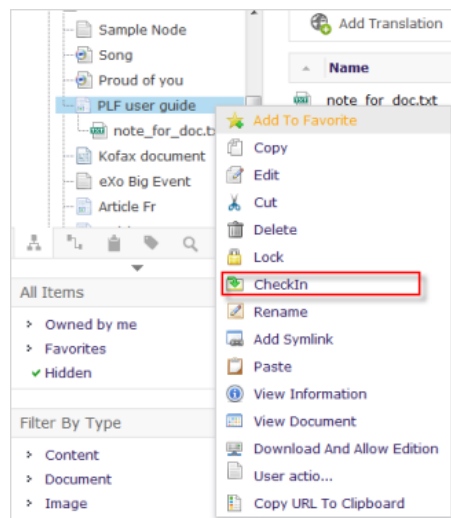 Sample Node
Song
Proud of you
PLF user guide
note_for_doc.t
Kofax document
eXo Big Event
Article Fr
Add Translation
Name
note_for_doc.txt
Add To Favorite
Copy
Edit
Cut
Delete
Lock
CheckIn
Rename
Add Symlink
Paste
View Information
View Document
Download And Allow Edition
User actio...
Copy URL To Clipboard
All Items
Owned by me
Favorites
Hidden
Filter By Type
Content
Document
Image